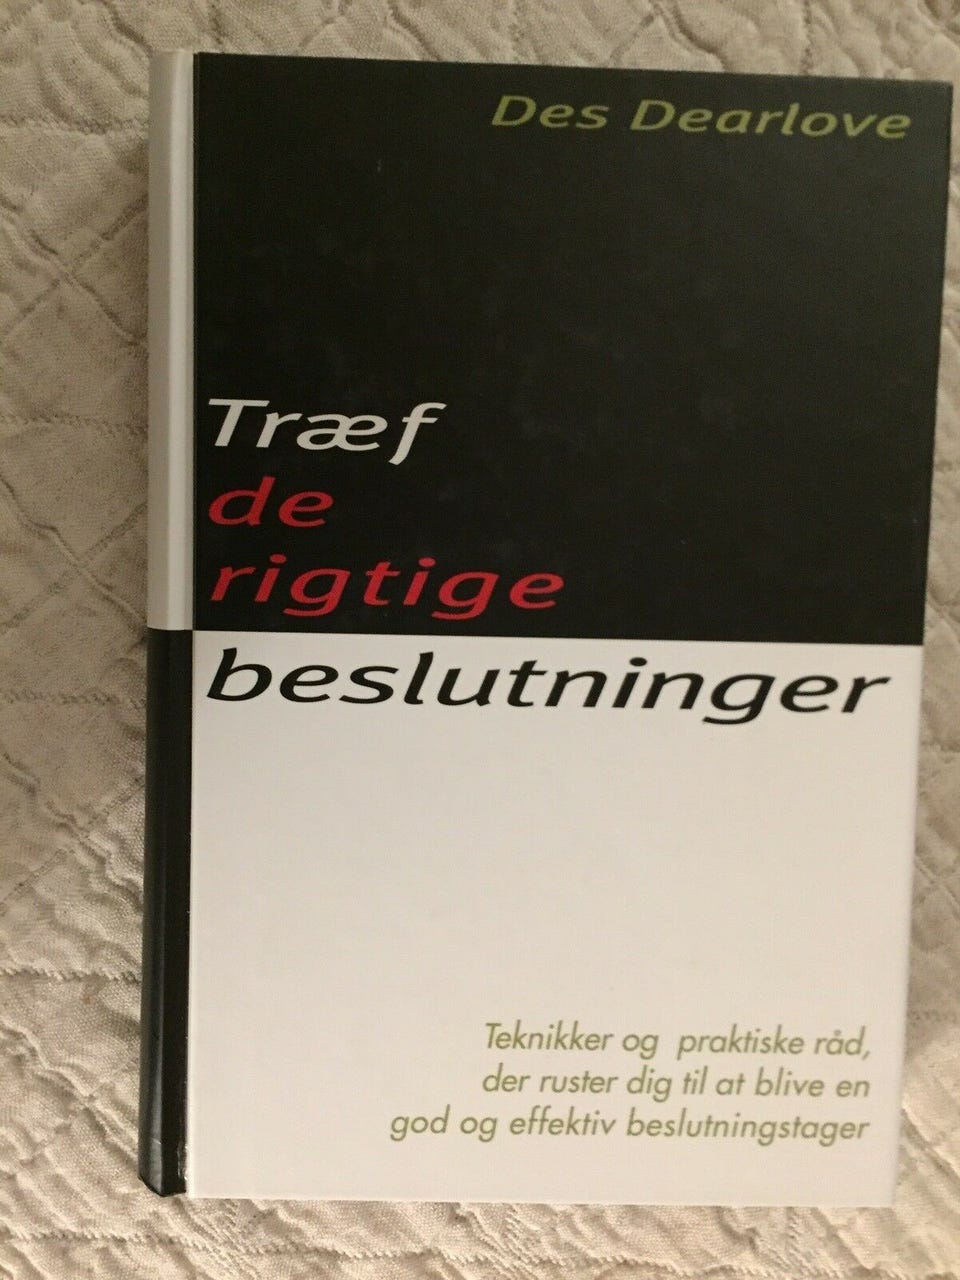 Des Dearlove
Træf
de
rigtige
beslutninger
Teknikker og praktiske råd,
der ruster dig til at blive en
god og effektiv beslutningstager